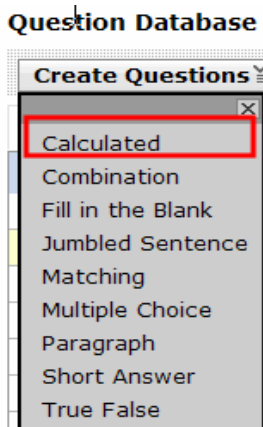 Question Database
Create Questions
Calculated
Combination
Fill in the Blank
Jumbled Sentence
Matching
Multiple Choice
Paragraph
Short Answer
True False